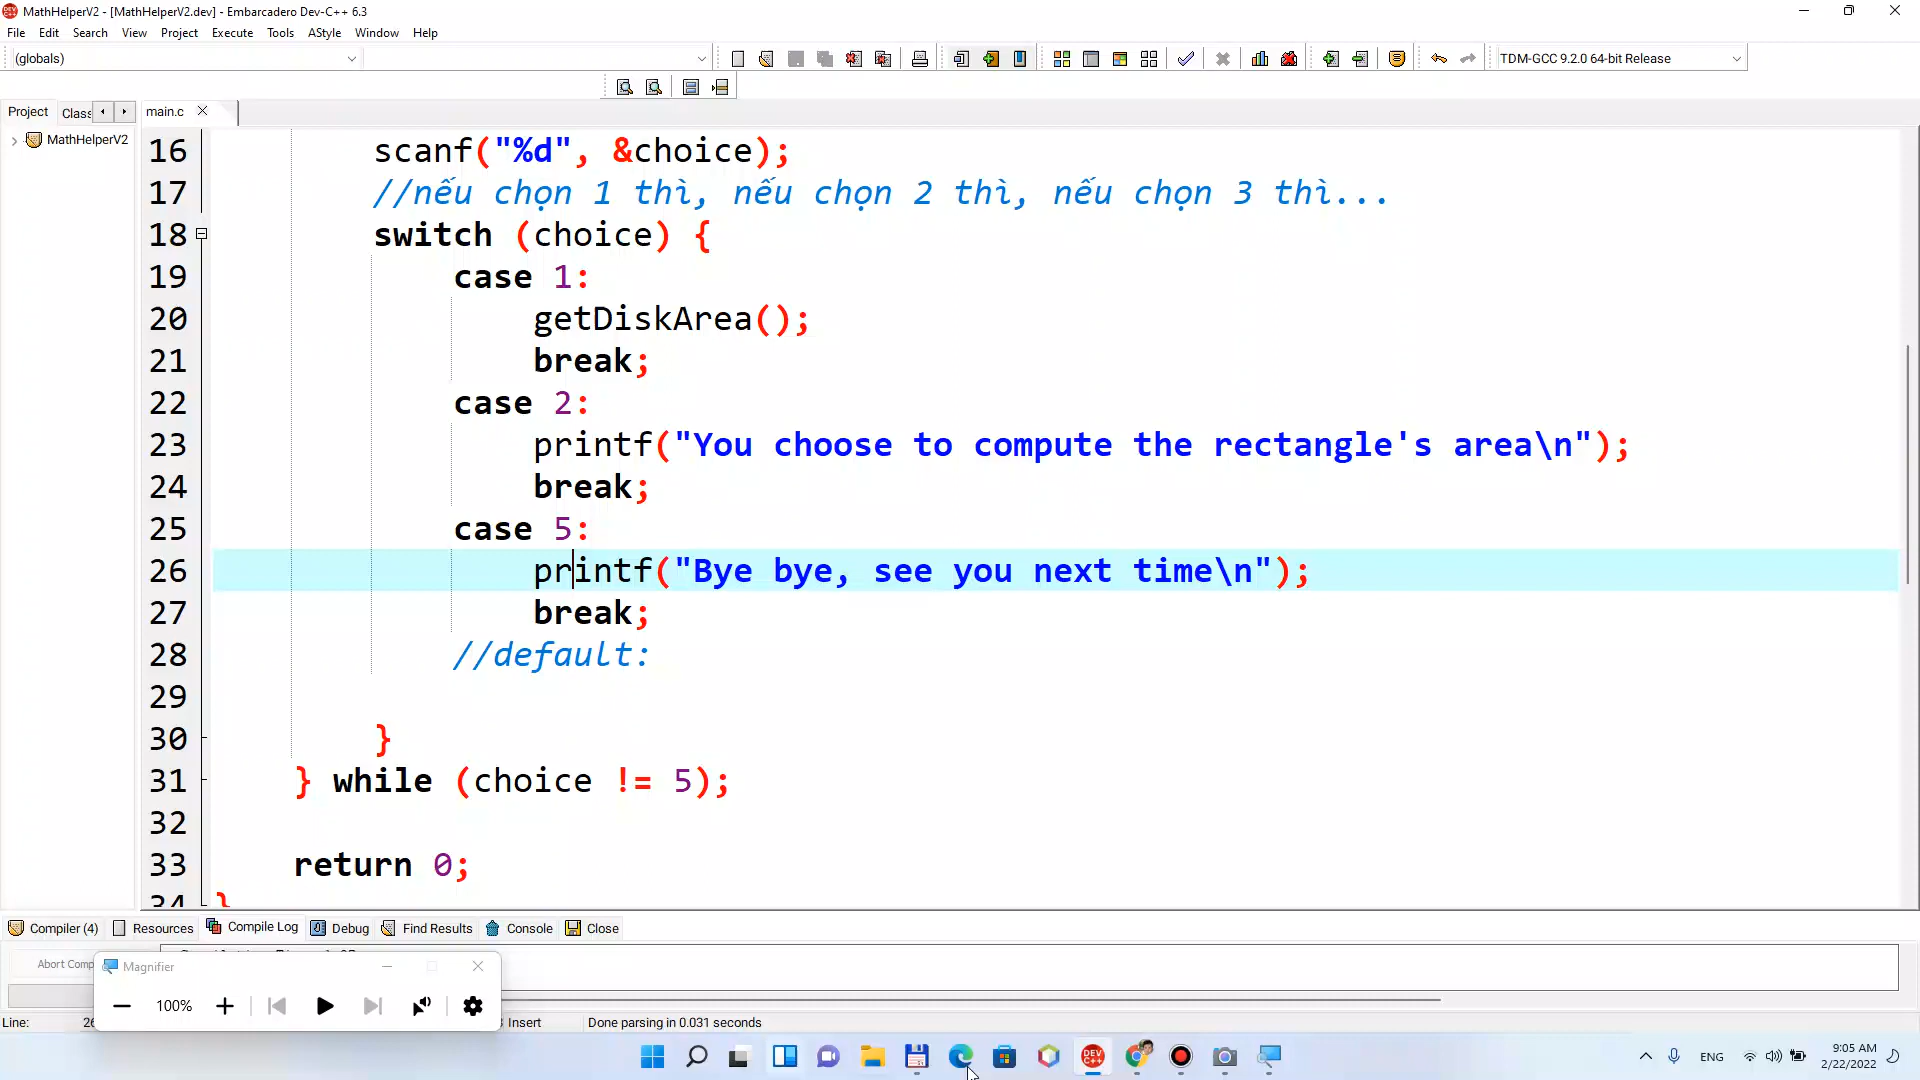 MathHelperV2 - [MathHelperV2.dev] - Embarcadero Dev-C++ 6.3
File Edit Search View Project Execute Tools AStyle Window Help
(globals)
TDM-GCC 9.2.0 64-bit Release
Project Class
main.c
MathHelperV2
16 scanf("%d", &choice);
17 //nếu chọn 1 thì, nếu chọn 2 thì, nếu chọn 3 thì...
18 switch (choice) {
19 case 1:
20 getDiskArea();
21 break;
22 case 2:
23 printf("You choose to compute the rectangle's area\n");
24 break;
25 case 5:
26 printf("Bye bye, see you next time\n");
27 break;
28 //default:
29
30 }
31 } while (choice != 5);
32
33 return 0;
34 }
Compiler (4) Resources Compile Log Debug Find Results Console Close
Abort Comp
Magnifier
100%
Line: 26 Insert Done parsing in 0.031 seconds
DEV C++
ENG
9:05 AM
2/22/2022